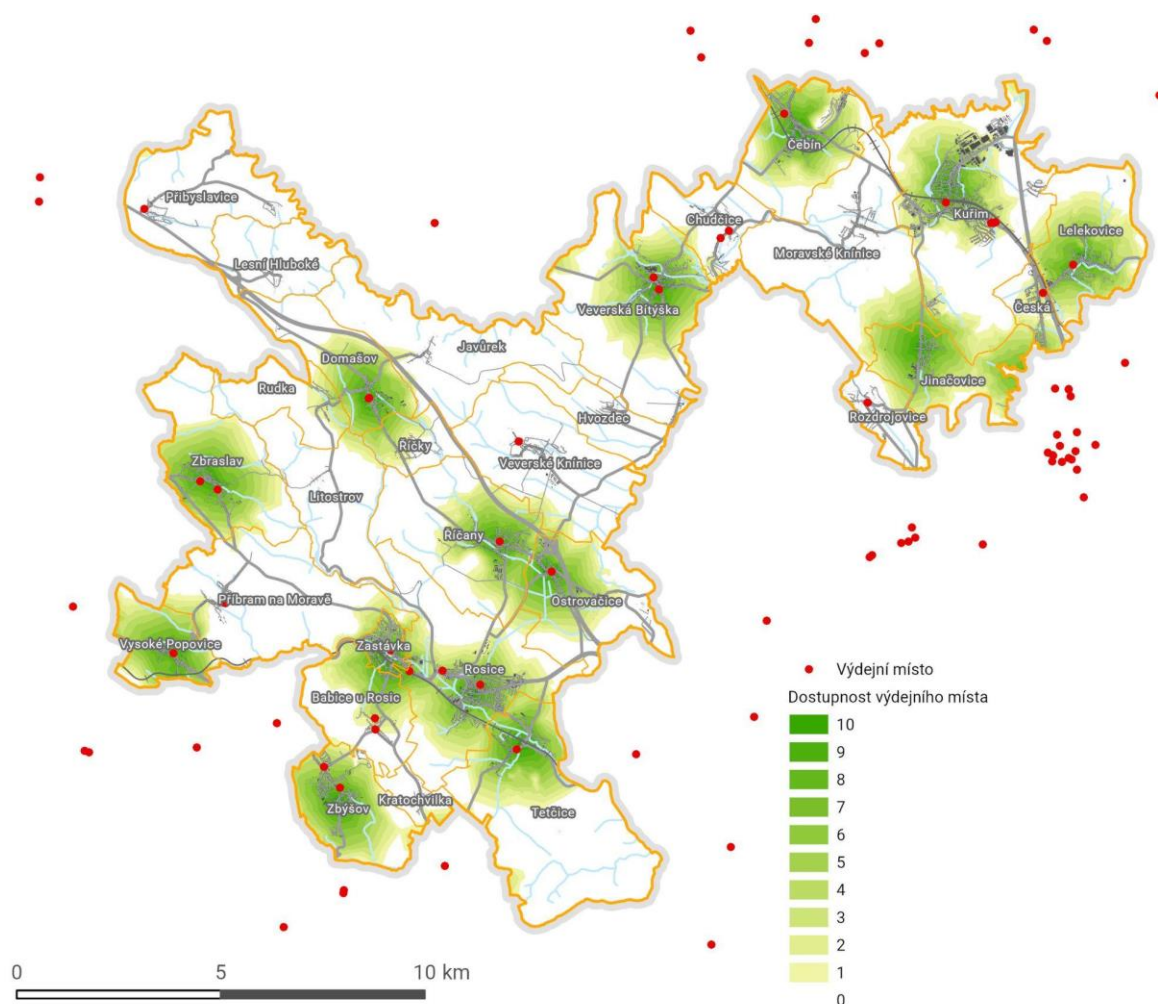 Čebín
Přibyslavice
Kuřim
Chudčice
Lelekovice
Moravské Knínice
Lesní Hluboké
Veverská Bítýška
Česká
Javůrek
Domašov
Jinačovice
Rudka
Hvozdec
Rozdrojovice
Říčky
Veverské Knínice
Zbraslav
Lítostrov
Říčany
Příbram na Moravě
Ostrovačice
Vysoké Popovice
Zastávka
Rosice
Babice u Rosic
Kratochvilka
Zbýšov
Tetčice
Výdejní místo
Dostupnost výdejního místa
10
9
8
7
6
5
4
3
2
1
0
0 5 10 km